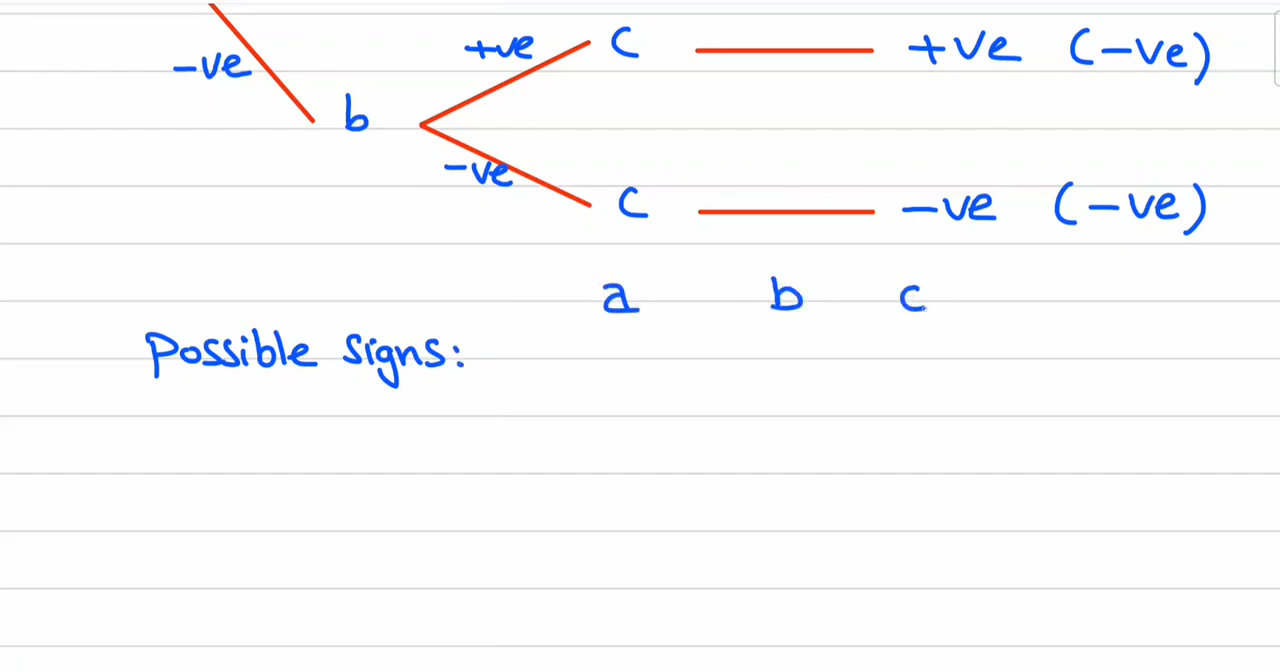 +ve C +ve (-ve)
-ve b
-ve C -ve (-ve)
a b c
Possible signs: